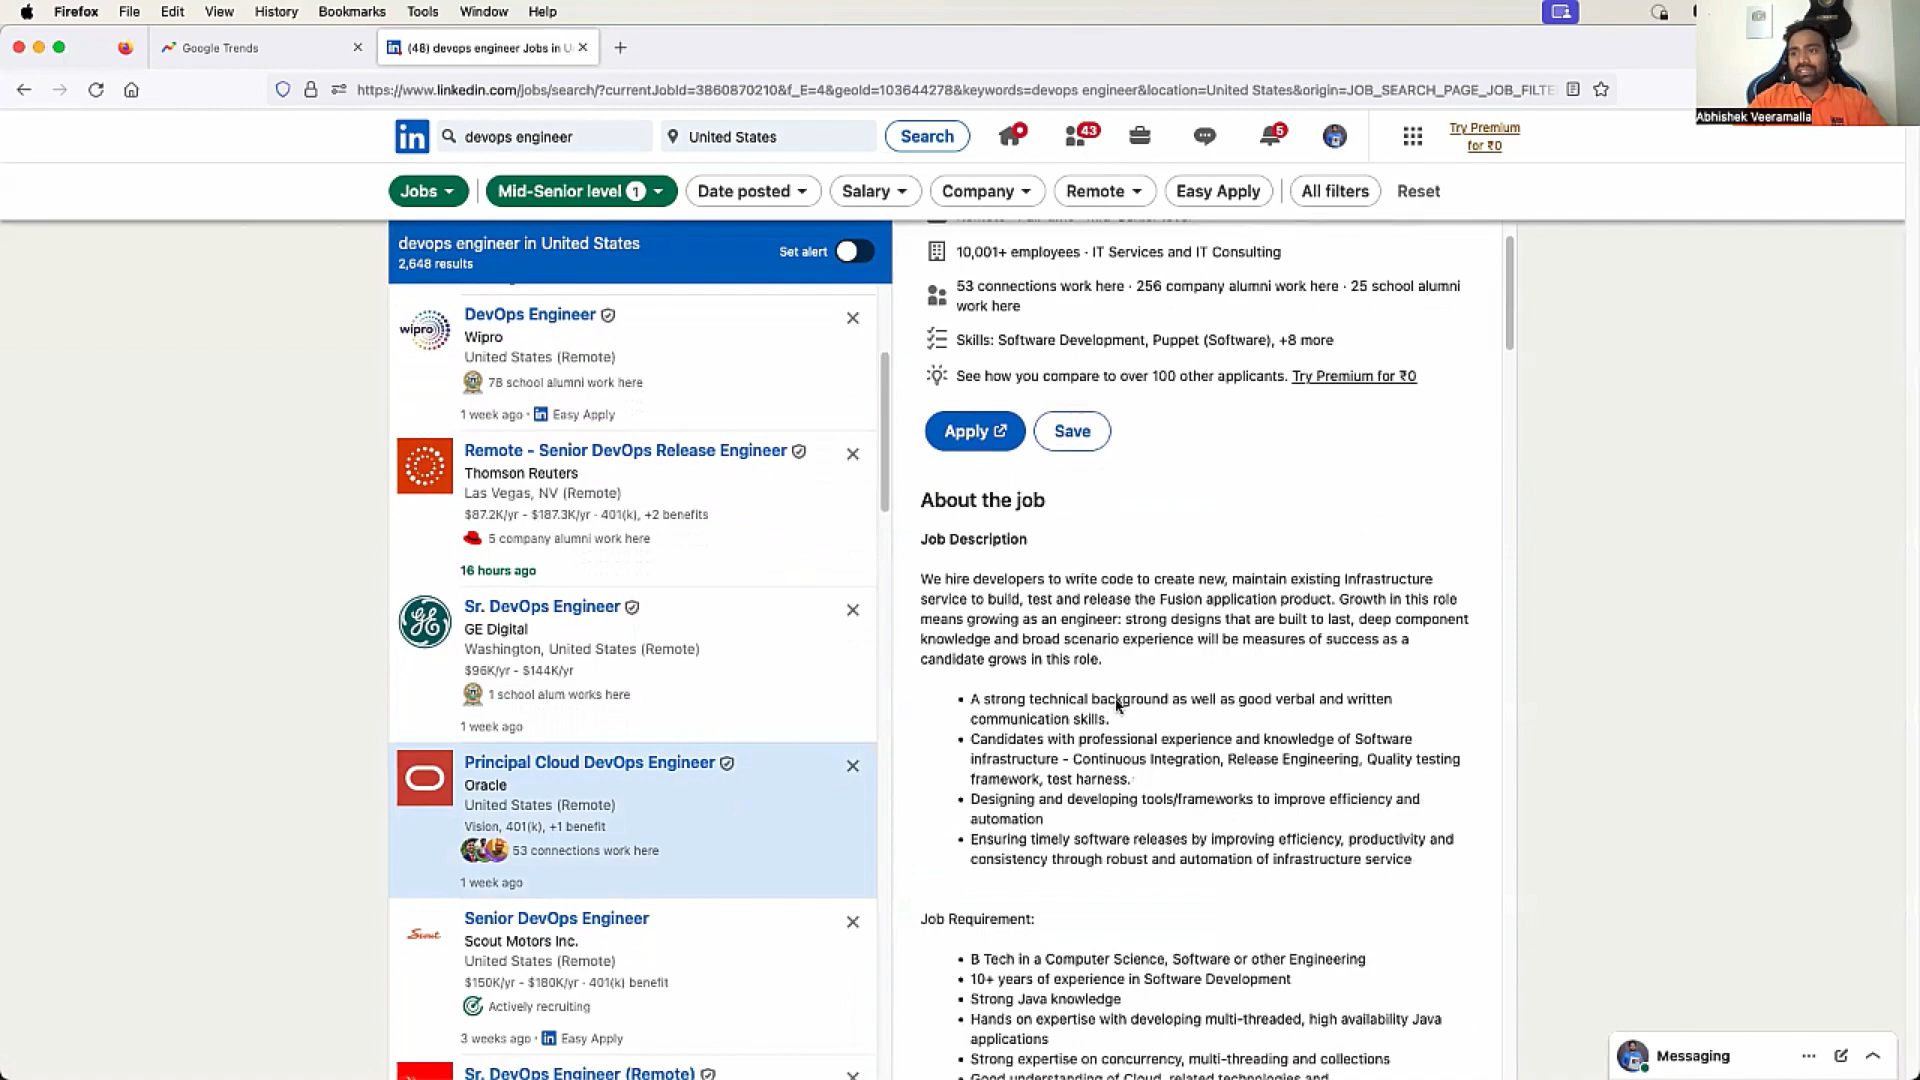 Firefox File Edit View History Bookmarks Tools Window Help
Google Trends
(48) devops engineer Jobs in U
https://www.linkedin.com/jobs/search/?currentJobId=3860870210&f_E=4&geoId=103644278&keywords=devops engineer&location=United States&origin=JOB_SEARCH_PAGE_JOB_FILTE
Abhishek Veeramalla
in
devops engineer
United States
Search
43
5
Try Premium
for ₹0
Jobs
Mid-Senior level 1
Date posted
Salary
Company
Remote
Easy Apply
All filters
Reset
devops engineer in United States
2,648 results
Set alert
wipro
DevOps Engineer
Wipro
United States (Remote)
78 school alumni work here
1 week ago · in Easy Apply
Remote - Senior DevOps Release Engineer
Thomson Reuters
Las Vegas, NV (Remote)
$87.2K/yr - $187.3K/yr · 401(k), +2 benefits
5 company alumni work here
16 hours ago
Sr. DevOps Engineer
GE Digital
Washington, United States (Remote)
$96K/yr - $144K/yr
1 school alum works here
1 week ago
Principal Cloud DevOps Engineer
Oracle
United States (Remote)
Vision, 401(k), +1 benefit
53 connections work here
1 week ago
Scout
Senior DevOps Engineer
Scout Motors Inc.
United States (Remote)
$150K/yr - $180K/yr · 401(k) benefit
Actively recruiting
3 weeks ago · in Easy Apply
Sr. DevOps Engineer (Remote)
10,001+ employees · IT Services and IT Consulting
53 connections work here · 256 company alumni work here · 25 school alumni
work here
Skills: Software Development, Puppet (Software), +8 more
See how you compare to over 100 other applicants. Try Premium for ₹0
Apply
Save
About the job
Job Description
We hire developers to write code to create new, maintain existing Infrastructure
service to build, test and release the Fusion application product. Growth in this role
means growing as an engineer: strong designs that are built to last, deep component
knowledge and broad scenario experience will be measures of success as a
candidate grows in this role.
• A strong technical background as well as good verbal and written
communication skills.
• Candidates with professional experience and knowledge of Software
infrastructure - Continuous Integration, Release Engineering, Quality testing
framework, test harness.
• Designing and developing tools/frameworks to improve efficiency and
automation
• Ensuring timely software releases by improving efficiency, productivity and
consistency through robust and automation of infrastructure service
Job Requirement:
• B Tech in a Computer Science, Software or other Engineering
• 10+ years of experience in Software Development
• Strong Java knowledge
• Hands on expertise with developing multi-threaded, high availability Java
applications
• Strong expertise on concurrency, multi-threading and collections
• Good understanding of Cloud, related technologies and
Messaging